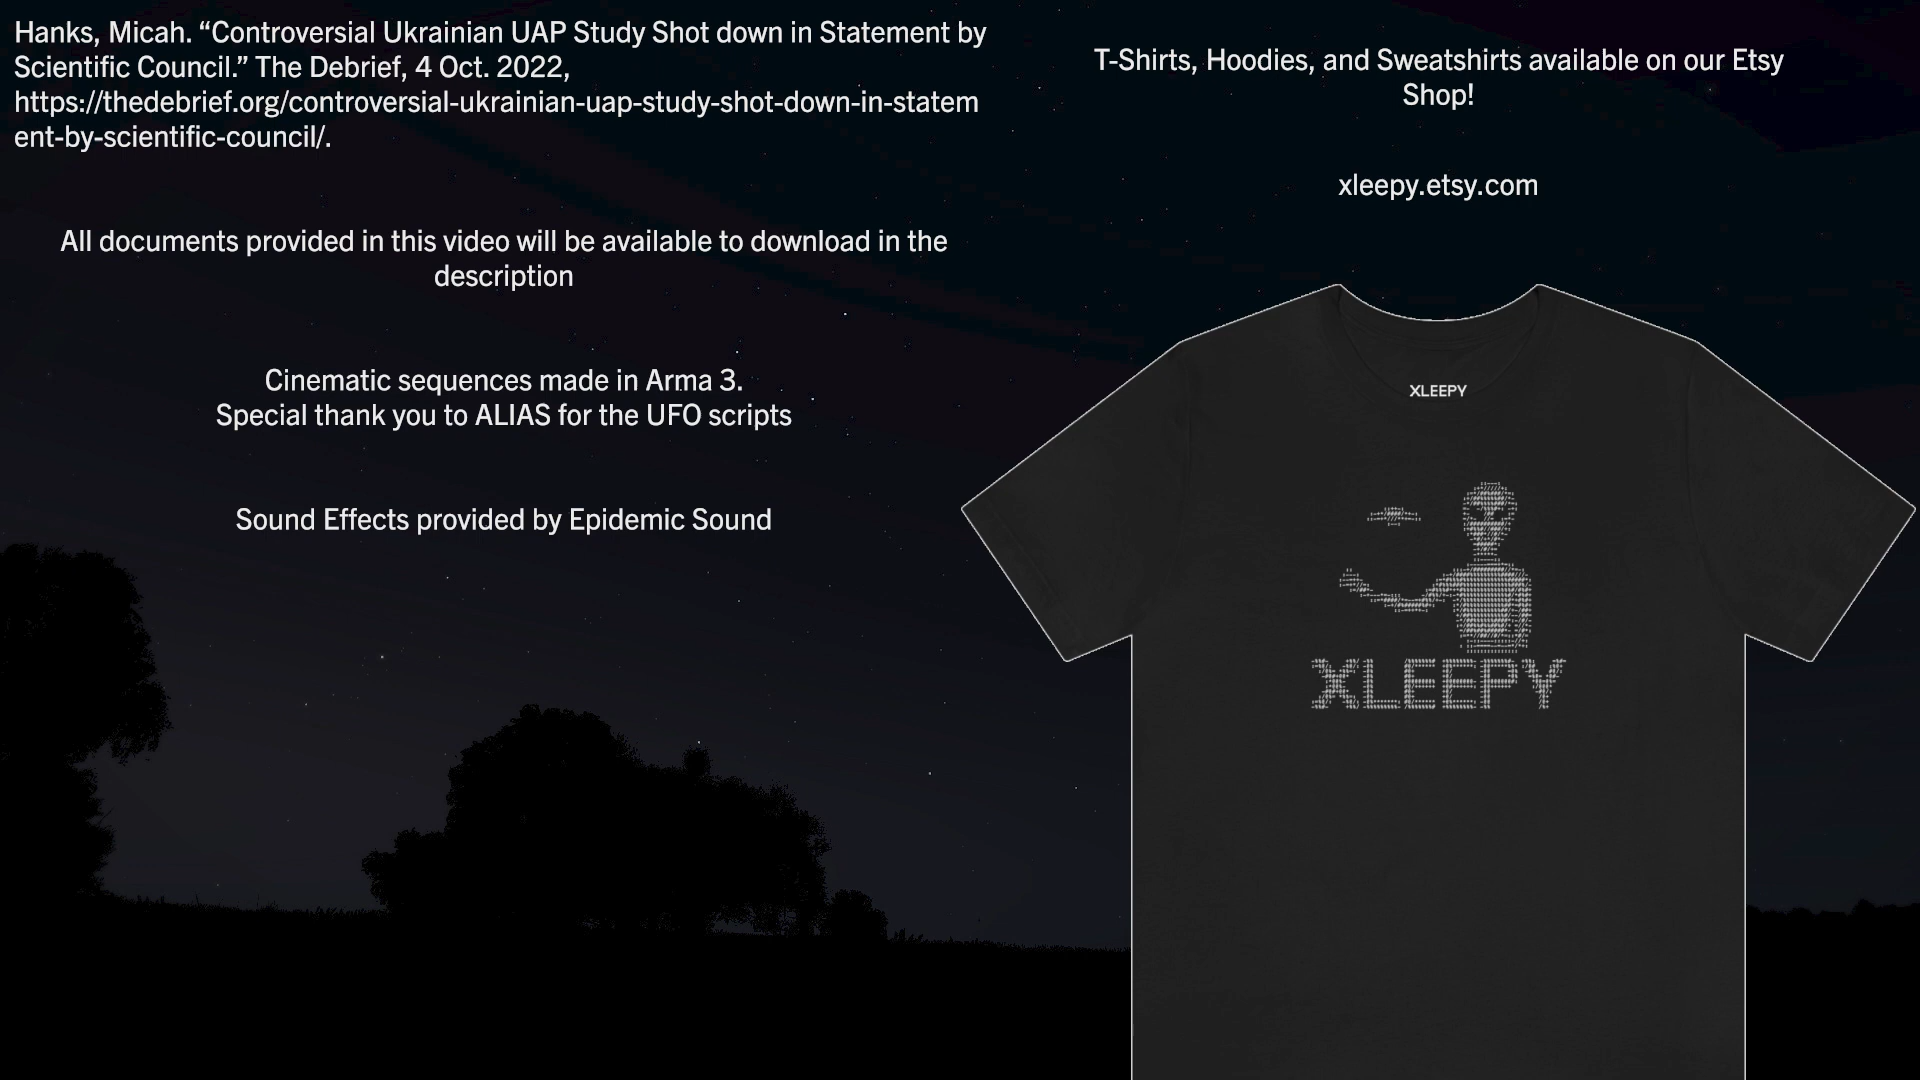 Hanks, Micah. “Controversial Ukrainian UAP Study Shot down in Statement by
Scientific Council.” The Debrief, 4 Oct. 2022,
https://thedebrief.org/controversial-ukrainian-uap-study-shot-down-in-statem
ent-by-scientific-council/.
All documents provided in this video will be available to download in the
description
Cinematic sequences made in Arma 3.
Special thank you to ALIAS for the UFO scripts
Sound Effects provided by Epidemic Sound
T-Shirts, Hoodies, and Sweatshirts available on our Etsy
Shop!
xleepy.etsy.com
XLEEPY
XLEEPY